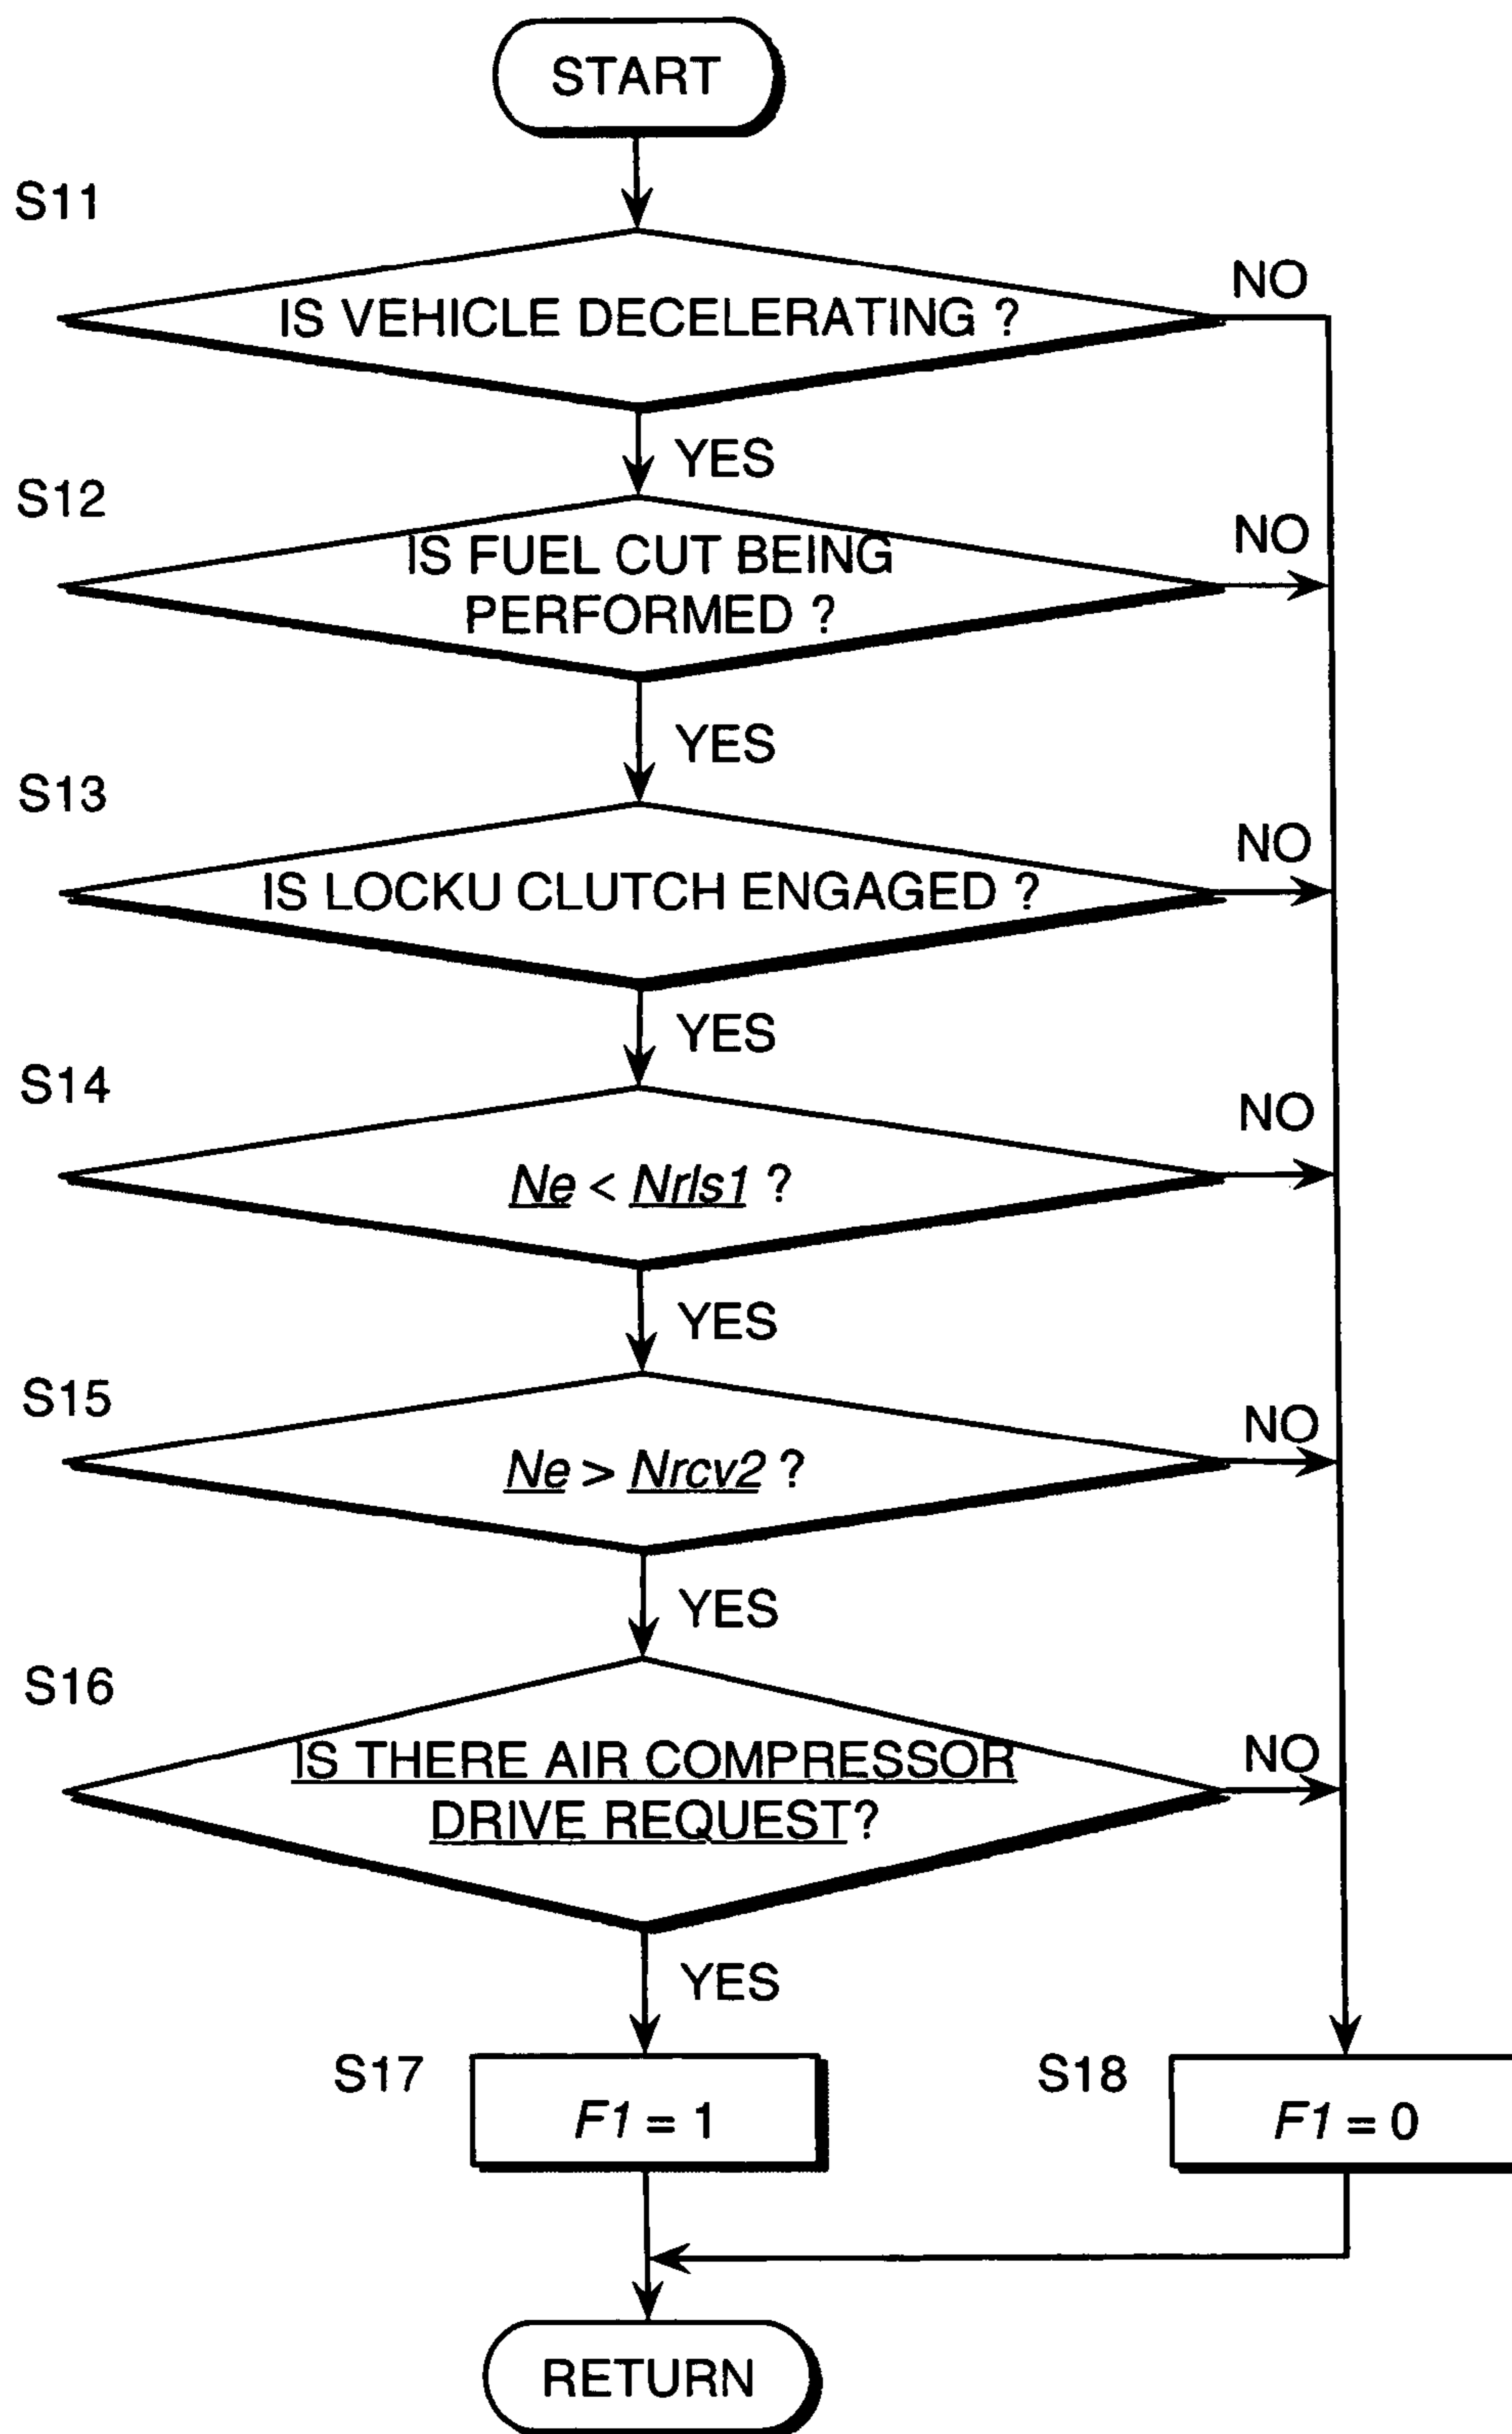 START
S11
IS VEHICLE DECELERATING ?
NO
YES
S12
IS FUEL CUT BEING
PERFORMED ?
NO
YES
S13
IS LOCKU CLUTCH ENGAGED ?
NO
YES
S14
Ne < Nrls1 ?
NO
YES
S15
Ne > Nrcv2 ?
NO
YES
S16
IS THERE AIR COMPRESSOR
DRIVE REQUEST?
NO
YES
S17
F1 = 1
S18
F1 = 0
RETURN